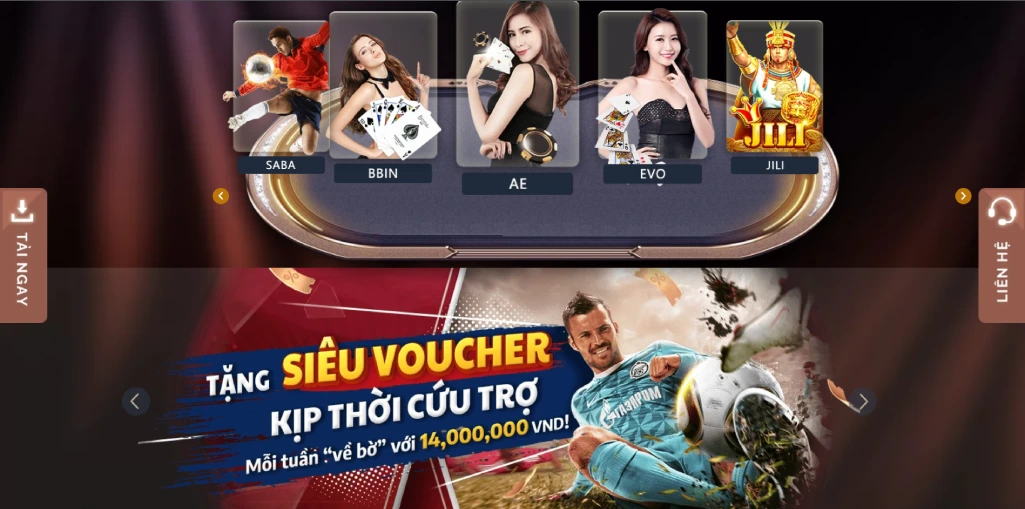 SABA
BBIN
AE
EVO
JILI
JILI
TẢI NGAY
LIÊN HỆ
TẶNG SIÊU VOUCHER
KỊP THỜI CỨU TRỢ
Mỗi tuần “về bờ” với 14,000,000 VND!
ГАЗПРОМ